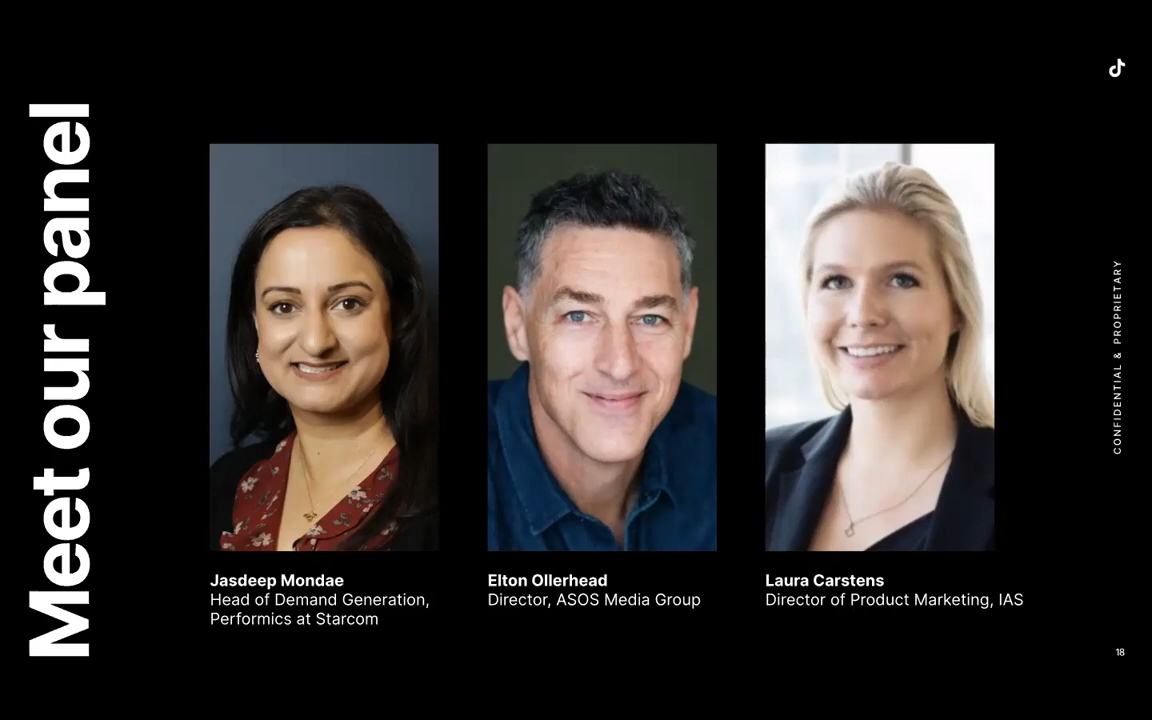 Meet our panel
Jasdeep Mondae
Head of Demand Generation,
Performics at Starcom
Elton Ollerhead
Director, ASOS Media Group
Laura Carstens
Director of Product Marketing, IAS
CONFIDENTIAL & PROPRIETARY
18